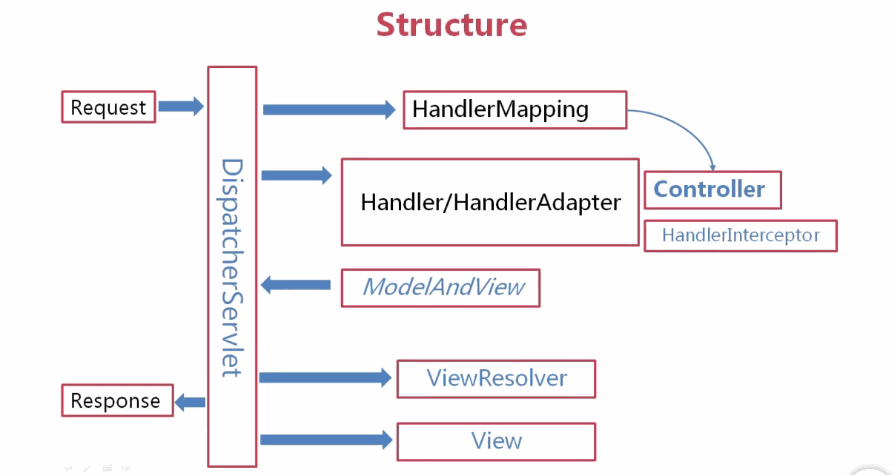 Structure
Request
HandlerMapping
DispatcherServlet
Handler/HandlerAdapter
Controller
HandlerInterceptor
ModelAndView
ViewResolver
Response
View